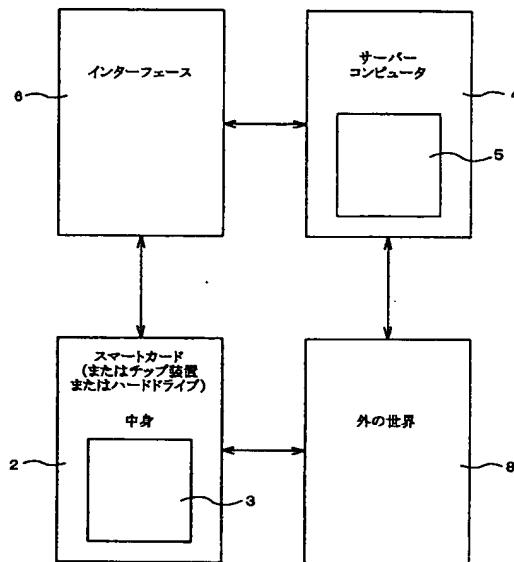 インターフェース
6
サーバー
コンピュータ
4
5
スマートカード
(またはチップ装置
またはハードドライブ)
中身
2
3
外の世界
8